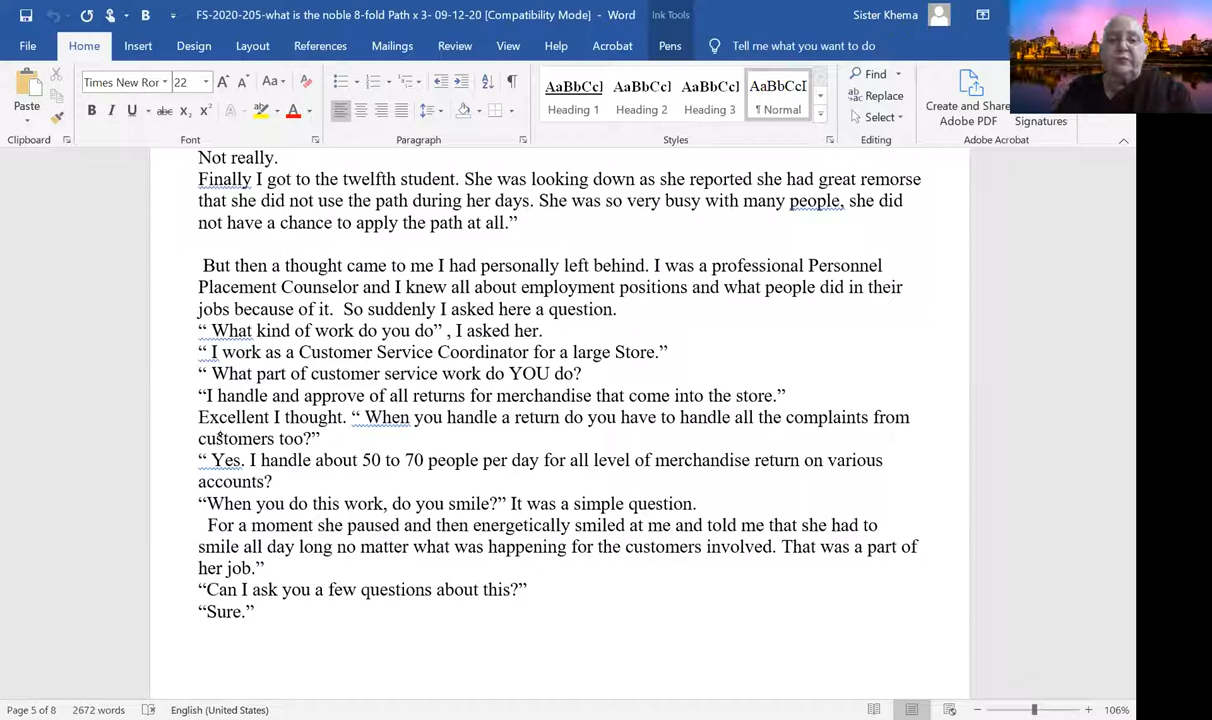 FS-2020-205-what is the noble 8-fold Path x 3- 09-12-20 [Compatibility Mode] - Word
Ink Tools
Sister Khema
File Home Insert Design Layout References Mailings Review View Help Acrobat Pens Tell me what you want to do
Paste
Clipboard
Times New Ror 22
Font
Paragraph
AaBbCcI AaBbCcI AaBbCcI AaBbCcI
Heading 1 Heading 2 Heading 3 ¶ Normal
Styles
Find
Replace
Select
Editing
Create and Share
Adobe PDF
Signatures
Adobe Acrobat
Not really.
Finally I got to the twelfth student. She was looking down as she reported she had great remorse
that she did not use the path during her days. She was so very busy with many people, she did
not have a chance to apply the path at all.”
But then a thought came to me I had personally left behind. I was a professional Personnel
Placement Counselor and I knew all about employment positions and what people did in their
jobs because of it.  So suddenly I asked here a question.
“ What kind of work do you do” , I asked her.
“ I work as a Customer Service Coordinator for a large Store.”
“ What part of customer service work do YOU do?
“I handle and approve of all returns for merchandise that come into the store.”
Excellent I thought. “ When you handle a return do you have to handle all the complaints from
customers too?”
“ Yes. I handle about 50 to 70 people per day for all level of merchandise return on various
accounts?
“When you do this work, do you smile?” It was a simple question.
For a moment she paused and then energetically smiled at me and told me that she had to
smile all day long no matter what was happening for the customers involved. That was a part of
her job.”
“Can I ask you a few questions about this?”
“Sure.”
Page 5 of 8 2672 words English (United States) 106%